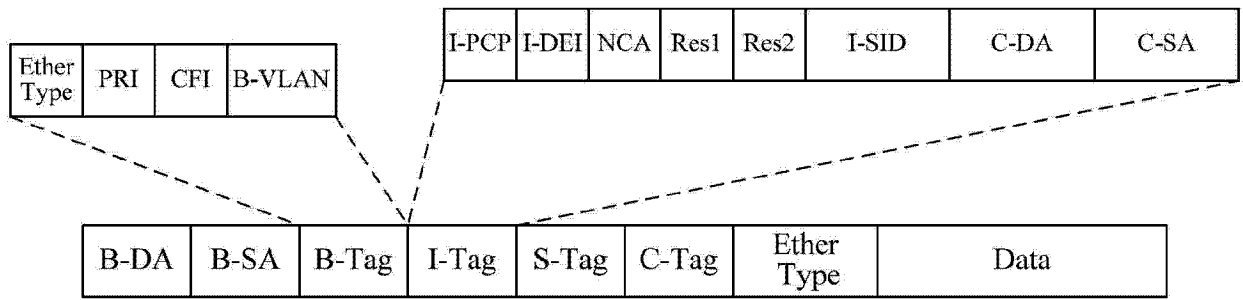 I-PCP I-DEI NCA Res1 Res2 I-SID C-DA C-SA
Ether
Type PRI CFI B-VLAN
B-DA B-SA B-Tag I-Tag S-Tag C-Tag Ether
Type Data